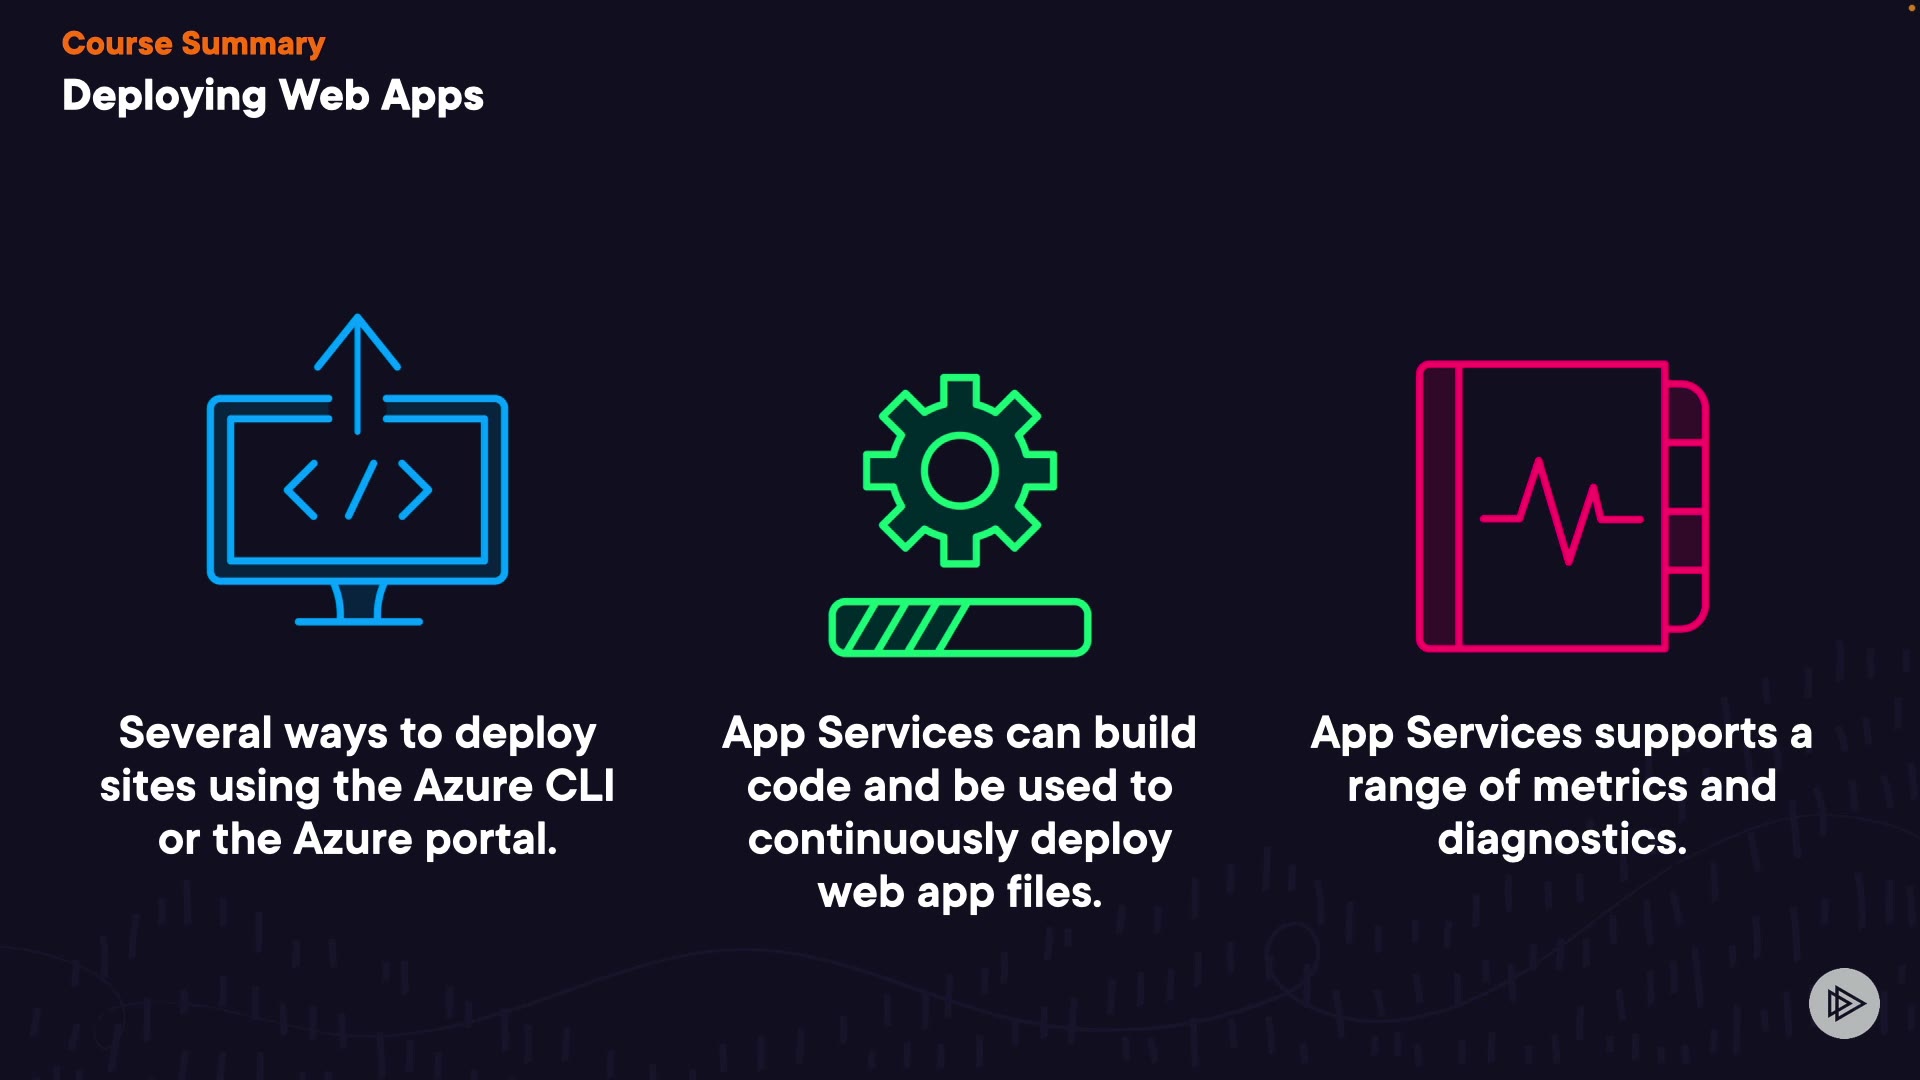 Course Summary
Deploying Web Apps
Several ways to deploy
sites using the Azure CLI
or the Azure portal.
App Services can build
code and be used to
continuously deploy
web app files.
App Services supports a
range of metrics and
diagnostics.